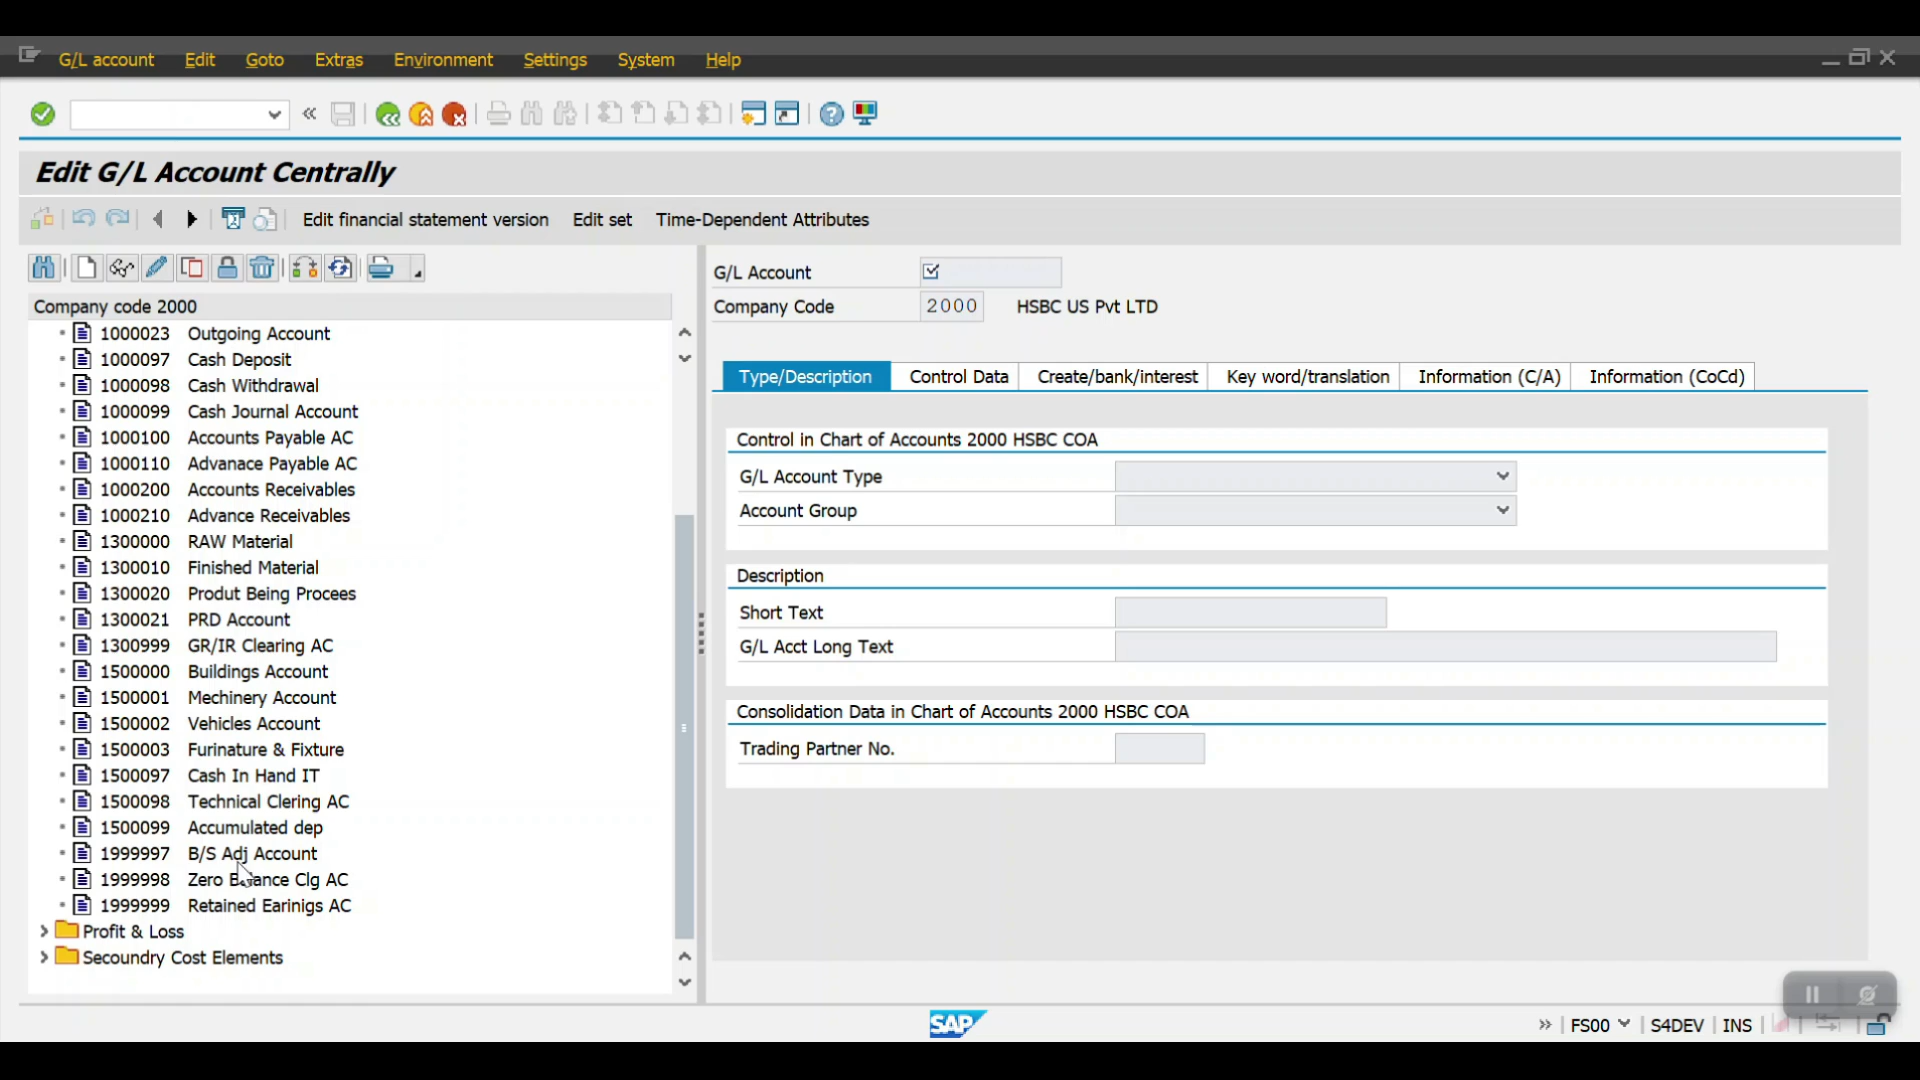 G/L account Edit Goto Extras Environment Settings System Help
Edit G/L Account Centrally
Edit financial statement version Edit set Time-Dependent Attributes
Company code 2000
1000023 Outgoing Account
1000097 Cash Deposit
1000098 Cash Withdrawal
1000099 Cash Journal Account
1000100 Accounts Payable AC
1000110 Advanace Payable AC
1000200 Accounts Receivables
1000210 Advance Receivables
1300000 RAW Material
1300010 Finished Material
1300020 Produt Being Procees
1300021 PRD Account
1300999 GR/IR Clearing AC
1500000 Buildings Account
1500001 Mechinery Account
1500002 Vehicles Account
1500003 Furinature & Fixture
1500097 Cash In Hand IT
1500098 Technical Clering AC
1500099 Accumulated dep
1999997 B/S Adj Account
1999998 Zero Balance Clg AC
1999999 Retained Earinigs AC
Profit & Loss
Secoundry Cost Elements
G/L Account
Company Code 2000 HSBC US Pvt LTD
Type/Description Control Data Create/bank/interest Key word/translation Information (C/A) Information (CoCd)
Control in Chart of Accounts 2000 HSBC COA
G/L Account Type
Account Group
Description
Short Text
G/L Acct Long Text
Consolidation Data in Chart of Accounts 2000 HSBC COA
Trading Partner No.
SAP
FS00 S4DEV INS